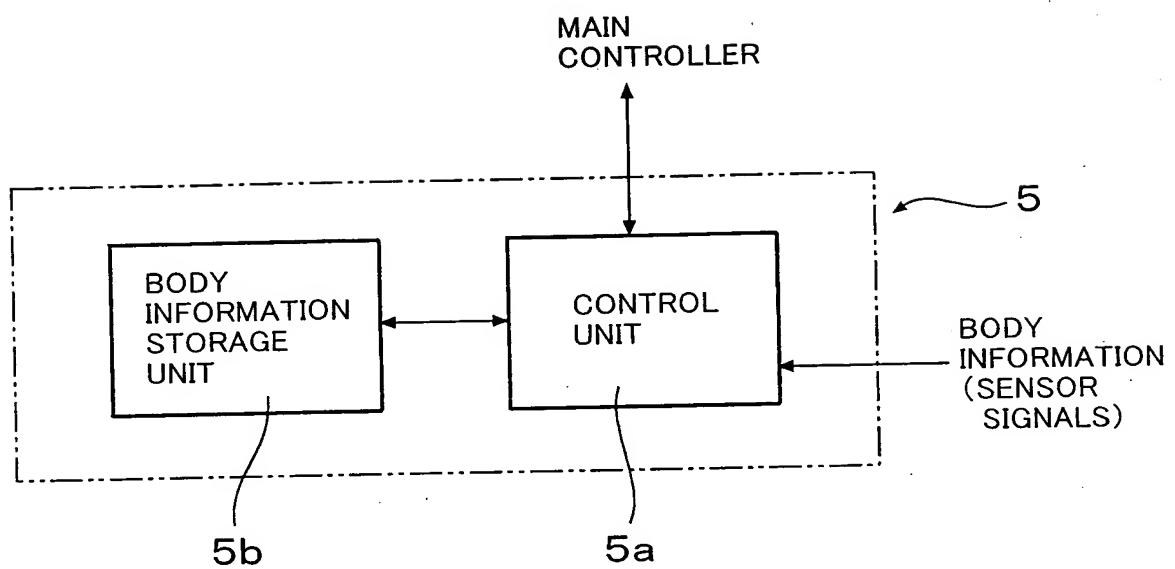 MAIN
CONTROLLER
5
BODY
INFORMATION
STORAGE
UNIT
CONTROL
UNIT
BODY
INFORMATION
(SENSOR
SIGNALS)
5b
5a